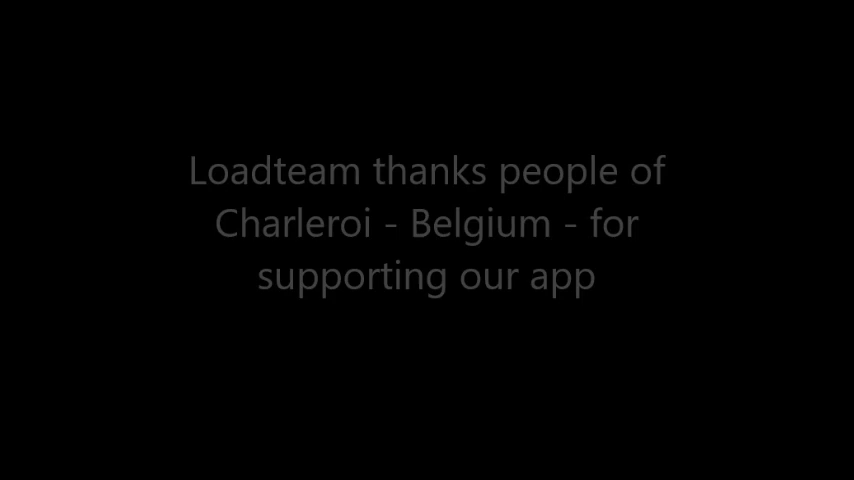 Loadteam thanks people of
Charleroi - Belgium - for
supporting our app